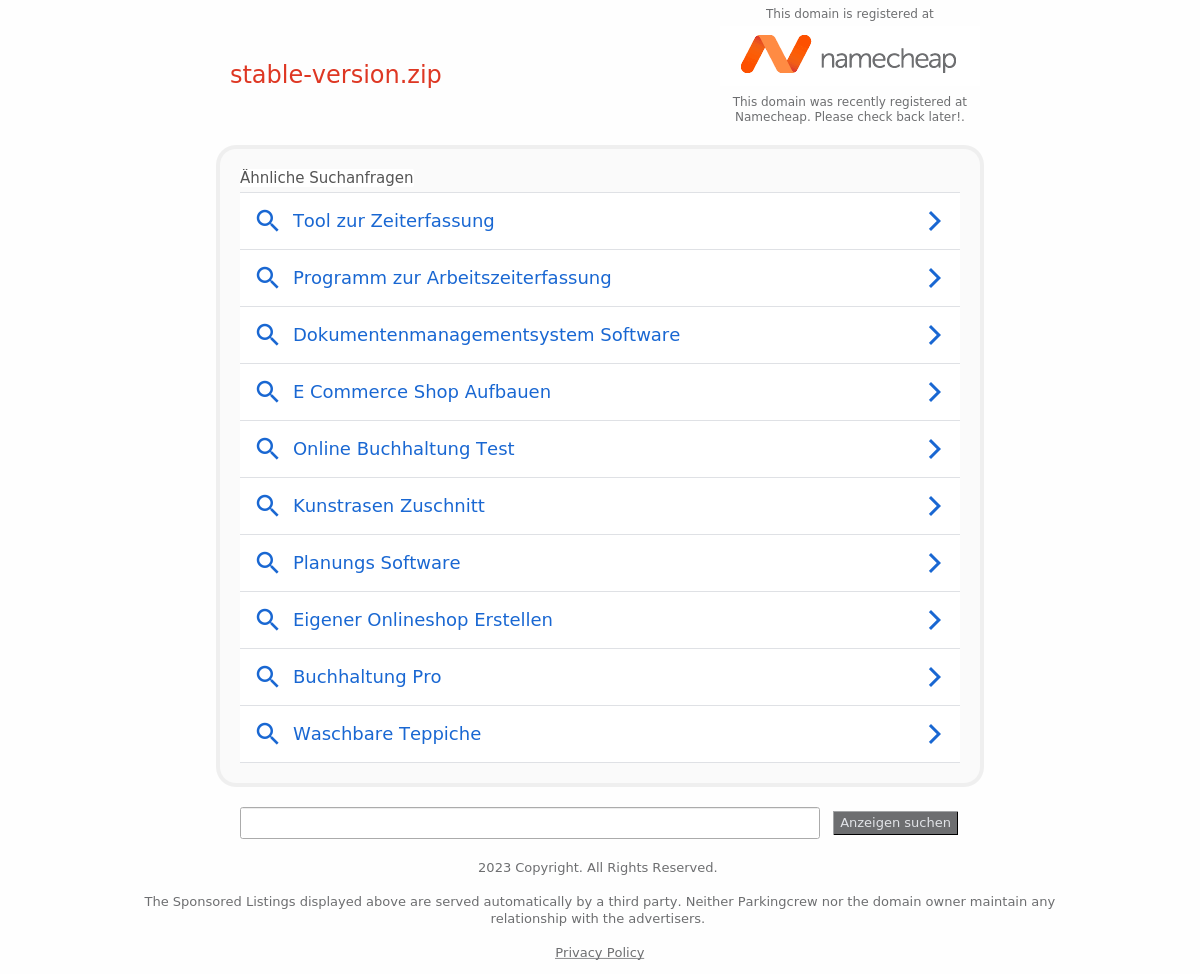 This domain is registered at
namecheap
stable-version.zip
This domain was recently registered at
Namecheap. Please check back later!.
Ähnliche Suchanfragen
Tool zur Zeiterfassung
Programm zur Arbeitszeiterfassung
Dokumentenmanagementsystem Software
E Commerce Shop Aufbauen
Online Buchhaltung Test
Kunstrasen Zuschnitt
Planungs Software
Eigener Onlineshop Erstellen
Buchhaltung Pro
Waschbare Teppiche
Anzeigen suchen
2023 Copyright. All Rights Reserved.
The Sponsored Listings displayed above are served automatically by a third party. Neither Parkingcrew nor the domain owner maintain any
relationship with the advertisers.
Privacy Policy